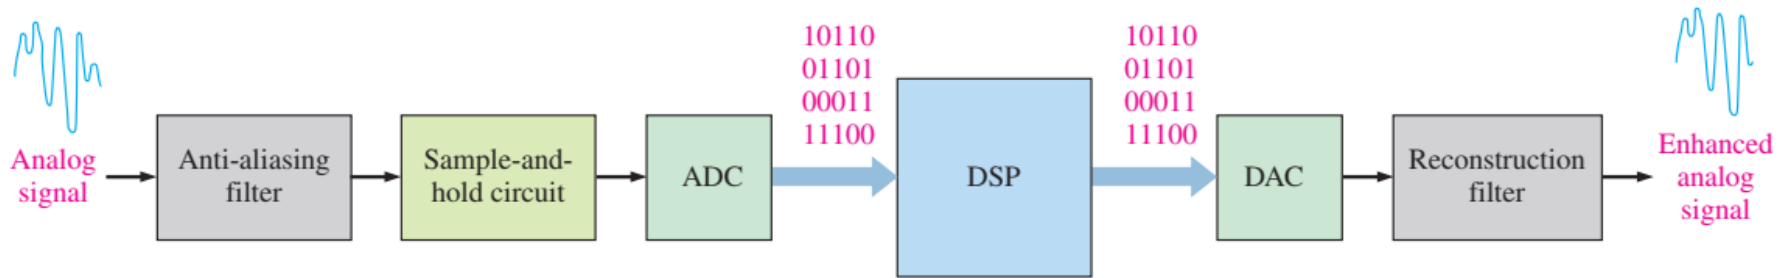 Analog
signal
Anti-aliasing
filter
Sample-and-
hold circuit
ADC
10110
01101
00011
11100
DSP
10110
01101
00011
11100
DAC
Reconstruction
filter
Enhanced
analog
signal